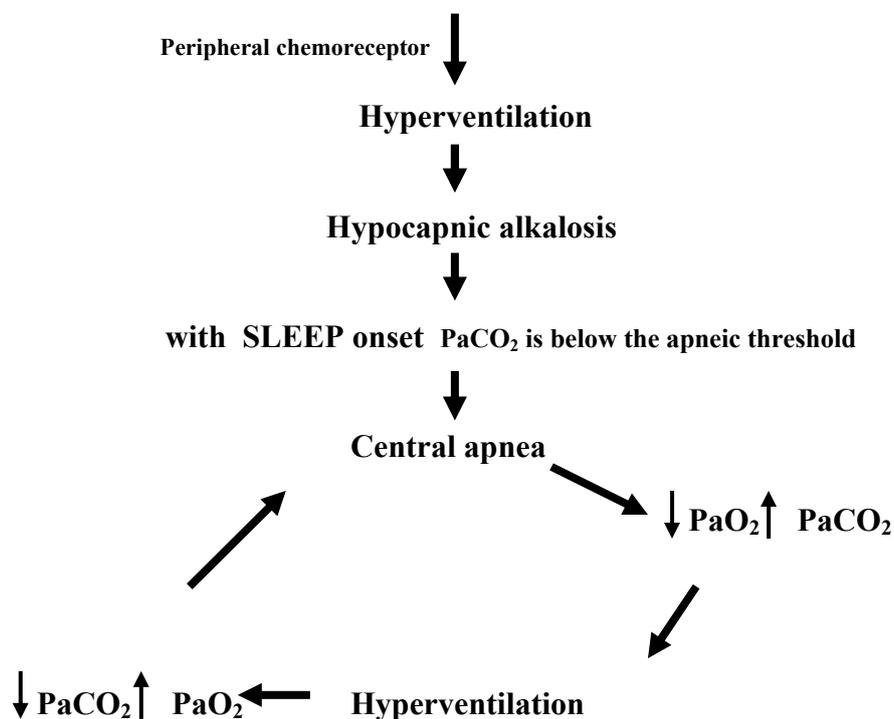 Peripheral chemoreceptor
Hyperventilation
Hypocapnic alkalosis
with SLEEP onset PaCO₂ is below the apneic threshold
Central apnea
PaO₂ PaCO₂
PaCO₂ PaO₂ Hyperventilation